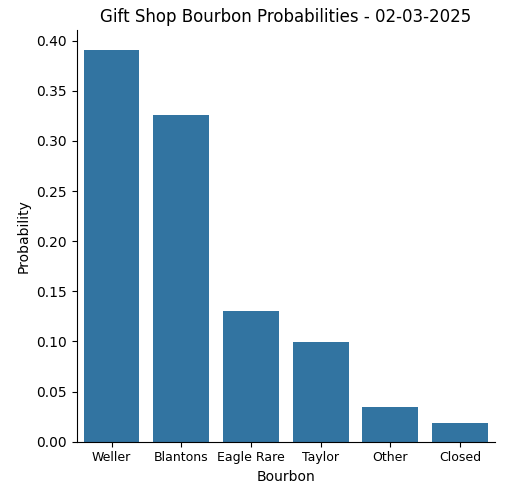 Gift Shop Bourbon Probabilities - 02-03-2025
0.40
0.35
0.30
0.25
0.20
0.15
0.10
0.05
0.00
Probability
Weller Blantons Eagle Rare Taylor Other Closed
Bourbon